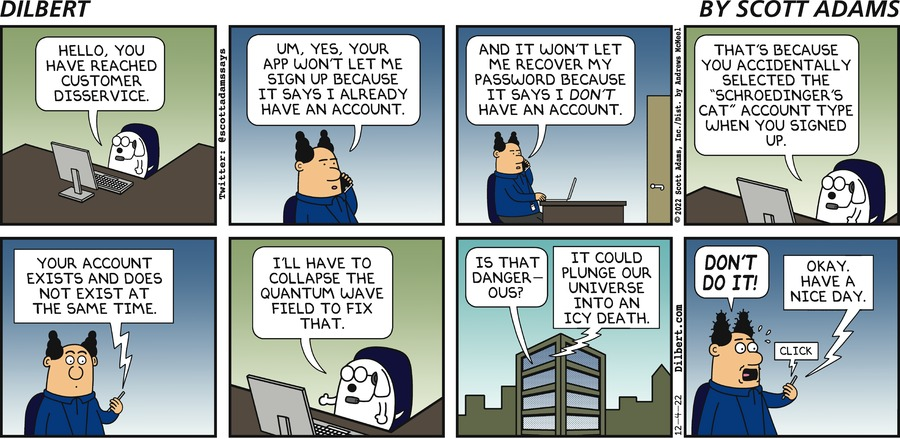 DILBERT
BY SCOTT ADAMS
HELLO, YOU
HAVE REACHED
CUSTOMER
DISSERVICE.
Twitter: @scottadamssays
UM, YES, YOUR
APP WON'T LET ME
SIGN UP BECAUSE
IT SAYS I ALREADY
HAVE AN ACCOUNT.
AND IT WON'T LET
ME RECOVER MY
PASSWORD BECAUSE
IT SAYS I DON'T
HAVE AN ACCOUNT.
© 2022 Scott Adams, Inc./Dist. by Andrews McMeel
THAT'S BECAUSE
YOU ACCIDENTALLY
SELECTED THE
"SCHROEDINGER'S
CAT" ACCOUNT TYPE
WHEN YOU SIGNED
UP.
YOUR ACCOUNT
EXISTS AND DOES
NOT EXIST AT
THE SAME TIME.
I'LL HAVE TO
COLLAPSE THE
QUANTUM WAVE
FIELD TO FIX
THAT.
IS THAT
DANGER-
OUS?
IT COULD
PLUNGE OUR
UNIVERSE
INTO AN
ICY DEATH.
12-4-22 Dilbert.com
DON'T
DO IT!
CLICK
OKAY.
HAVE A
NICE DAY.